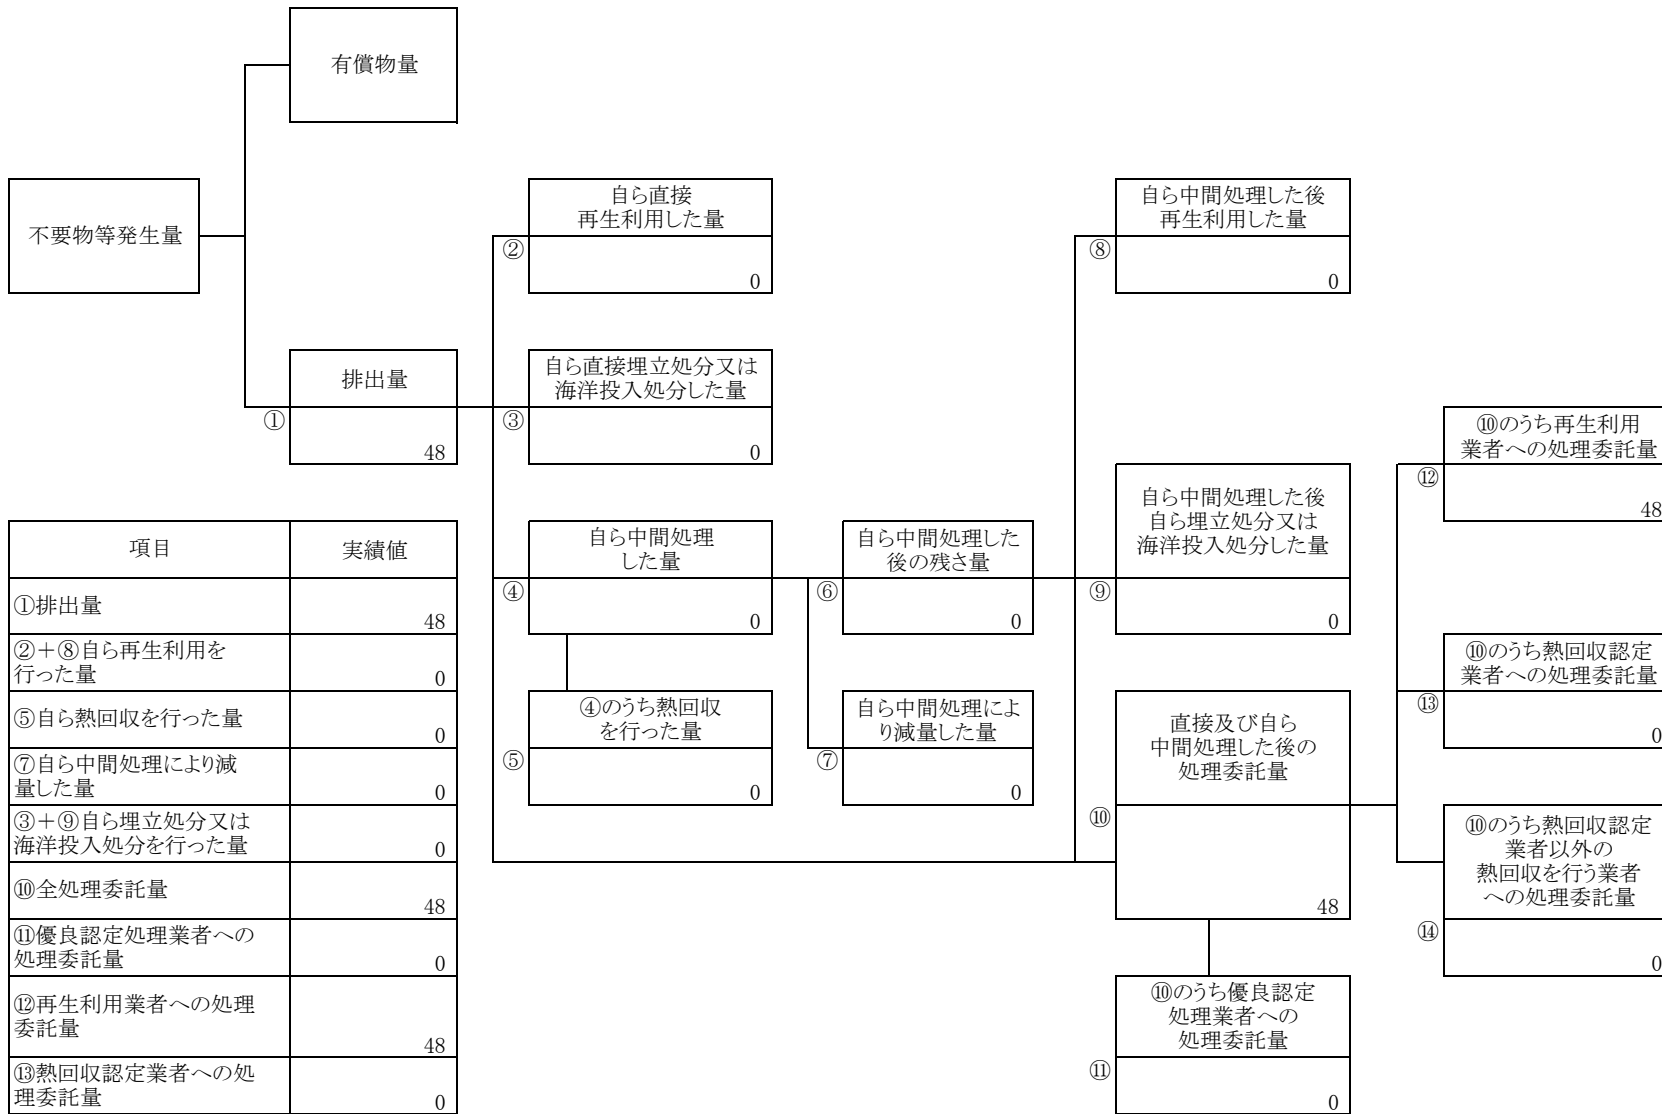 有償物量
不要物等発生量
自ら直接
再生利用した量
②
0
自ら中間処理した後
再生利用した量
⑧
0
排出量
①
48
自ら直接埋立処分又は
海洋投入処分した量
③
0
⑩のうち再生利用
業者への処理委託量
⑫
48
自ら中間処理
した量
④
0
自ら中間処理した
後の残さ量
⑥
0
自ら中間処理した後
自ら埋立処分又は
海洋投入処分した量
⑨
0
⑩のうち熱回収認定
業者への処理委託量
⑬
0
④のうち熱回収
を行った量
⑤
0
自ら中間処理によ
り減量した量
⑦
0
直接及び自ら
中間処理した後の
処理委託量
⑩
48
⑩のうち熱回収認定
業者以外の
熱回収を行う業者
への処理委託量
⑭
0
⑩のうち優良認定
処理業者への
処理委託量
⑪
0
項目 実績値
①排出量 48
②+⑧自ら再生利用を
行った量 0
⑤自ら熱回収を行った量 0
⑦自ら中間処理により減
量した量 0
③+⑨自ら埋立処分又は
海洋投入処分を行った量 0
⑩全処理委託量 48
⑪優良認定処理業者への
処理委託量 0
⑫再生利用業者への処理
委託量 48
⑬熱回収認定業者への処
理委託量 0